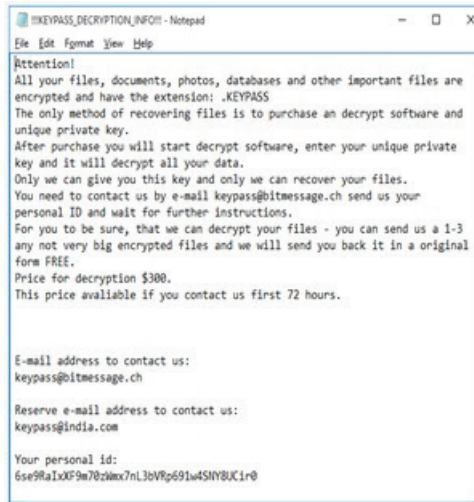 !!!KEYPASS_DECRYPTION_INFO!!! - Notepad
File Edit Format View Help
Attention!
All your files, documents, photos, databases and other important files are
encrypted and have the extension: .KEYPASS
The only method of recovering files is to purchase an decrypt software and
unique private key.
After purchase you will start decrypt software, enter your unique private
key and it will decrypt all your data.
Only we can give you this key and only we can recover your files.
You need to contact us by e-mail keypass@bitmessage.ch send us your
personal ID and wait for further instructions.
For you to be sure, that we can decrypt your files - you can send us a 1-3
any not very big encrypted files and we will send you back it in a original
form FREE.
Price for decryption $300.
This price avaliable if you contact us first 72 hours.
E-mail address to contact us:
keypass@bitmessage.ch
Reserve e-mail address to contact us:
keypass@india.com
Your personal id:
6se9RaIxXF9m70zWmx7nL3bVRp691w4SNY8UCir0